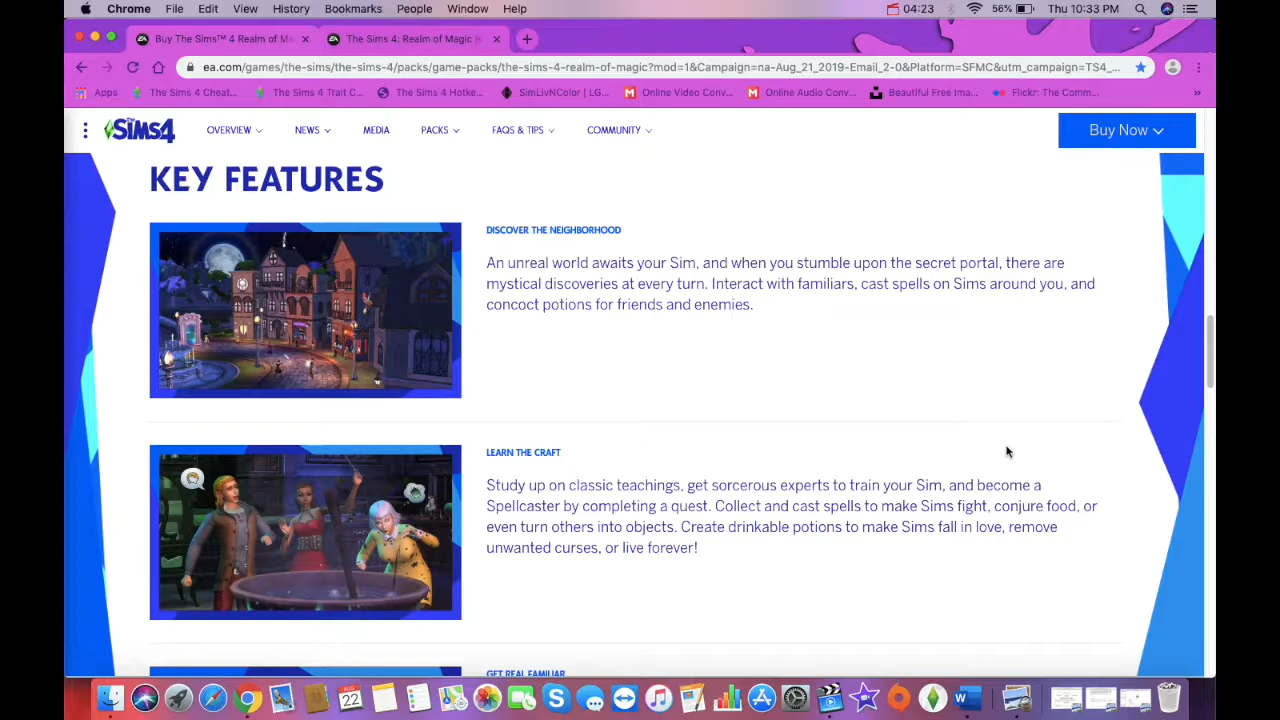 Chrome File Edit View History Bookmarks People Window Help 04:23 56% Thu 10:33 PM
Buy The Sims™ 4 Realm of Ma The Sims 4: Realm of Magic is
ea.com/games/the-sims/the-sims-4/packs/game-packs/the-sims-4-realm-of-magic?mod=1&Campaign=na-Aug_21_2019-Email_2-0&Platform=SFMC&utm_campaign=TS4_...
Apps The Sims 4 Cheat... The Sims 4 Trait C... The Sims 4 Hotke... SimLivNColor | LG... Online Video Conv... Online Audio Conv... Beautiful Free Ima... Flickr: The Comm... »
The SIMS4 OVERVIEW NEWS MEDIA PACKS FAQS & TIPS COMMUNITY Buy Now
KEY FEATURES
DISCOVER THE NEIGHBORHOOD
An unreal world awaits your Sim, and when you stumble upon the secret portal, there are
mystical discoveries at every turn. Interact with familiars, cast spells on Sims around you, and
concoct potions for friends and enemies.
LEARN THE CRAFT
Study up on classic teachings, get sorcerous experts to train your Sim, and become a
Spellcaster by completing a quest. Collect and cast spells to make Sims fight, conjure food, or
even turn others into objects. Create drinkable potions to make Sims fall in love, remove
unwanted curses, or live forever!
GET REAL FAMILIAR
AUG
22